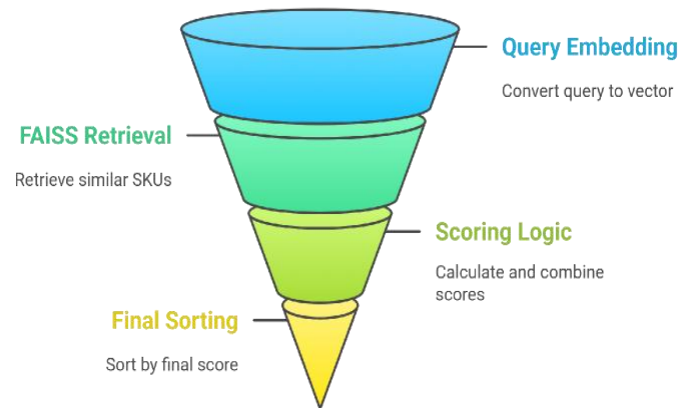 Query Embedding
Convert query to vector
FAISS Retrieval
Retrieve similar SKUs
Scoring Logic
Calculate and combine
scores
Final Sorting
Sort by final score